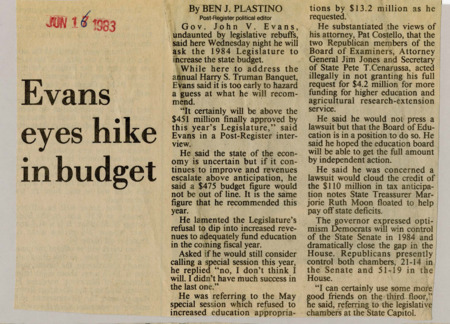 JUN 16 1983
Evans
eyes hike
in budget
By BEN J. PLASTINO
Post-Register political editor
Gov. John V. Evans,
undaunted by legislative rebuffs,
said here Wednesday night he will
ask the 1984 Legislature to
increase the state budget.
While here to address the
annual Harry S. Truman Banquet,
Evans said it is too early to hazard
a guess at what he will recom-
mend.
"It certainly will be above the
$451 million finally approved by
this year's Legislature," said
Evans in a Post-Register inter-
view.
He said the state of the econ-
omy is uncertain but if it con-
tinues to improve and revenues
escalate above anticipation, he
said a $475 budget figure would
not be out of line. It is the same
figure that he recommended this
year.
He lamented the Legislature's
refusal to dip into increased reve-
nues to adequately fund education
in the coming fiscal year.
Asked if he would still consider
calling a special session this year,
he replied "no, I don't think I
will. I didn't have much success in
the last one."
He was referring to the May
special session which refused to
increased education appropria-
tions by $13.2 million as he
requested.
He substantiated the views of
his attorney, Pat Costello, that the
two Republican members of the
Board of Examiners, Attorney
General Jim Jones and Secretary
of State Pete T.Cenarussa, acted
illegally in not granting his full
request for $4.2 million for more
funding for higher education and
agricultural research-extension
service.
He said he would not press a
lawsuit but that the Board of Edu-
cation is in a position to do so. He
said he hoped the education board
will be able to get the full amount
by independent action.
He said he was concerned a
lawsuit would cloud the credit of
the $110 million in tax anticipa-
tion notes State Treasurer Mar-
jorie Ruth Moon floated to help
pay off state deficits.
The governor expressed opti-
mism Democrats will win control
of the State Senate in 1984 and
dramatically close the gap in the
House. Republicans presently
control both chambers, 21-14 in
the Senate and 51-19 in the
House.
"I can certainly use some more
good friends on the third floor,"
he said, referring to the legislative
chambers at the State Capitol.